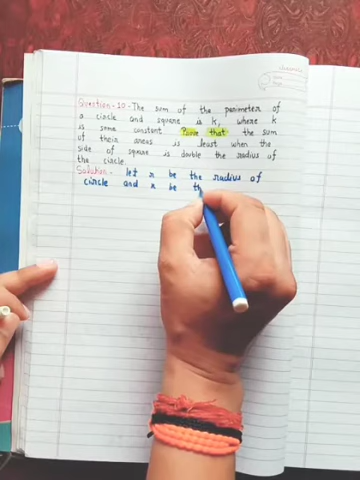 Question-10- The sum of the perimeter of
a circle and square is k, where k
is some constant. Prove that the sum
of their areas is least when the
side of square is double the radius of
the circle.
Solution- let r be the radius of
circle and x be th